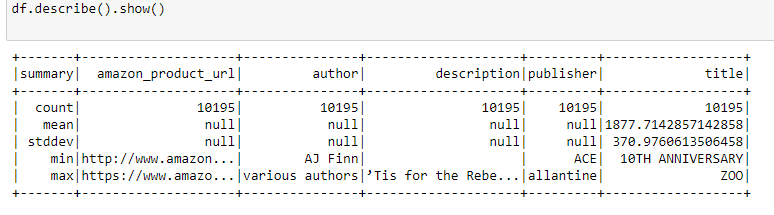 df.describe().show()
+-------+--------------------+---------------+--------------------+---------+------------------+
|summary|  amazon_product_url|         author|         description|publisher|             title|
+-------+--------------------+---------------+--------------------+---------+------------------+
|  count|               10195|          10195|               10195|    10195|             10195|
|   mean|                null|           null|                null|     null|1877.7142857142858|
| stddev|                null|           null|                null|     null| 370.9760613506458|
|    min|http://www.amazon...|        AJ Finn|                    |      ACE|  10TH ANNIVERSARY|
|    max|https://www.amazo...|various authors|’Tis for the Rebe...|allantine|               ZOO|
+-------+--------------------+---------------+--------------------+---------+------------------+